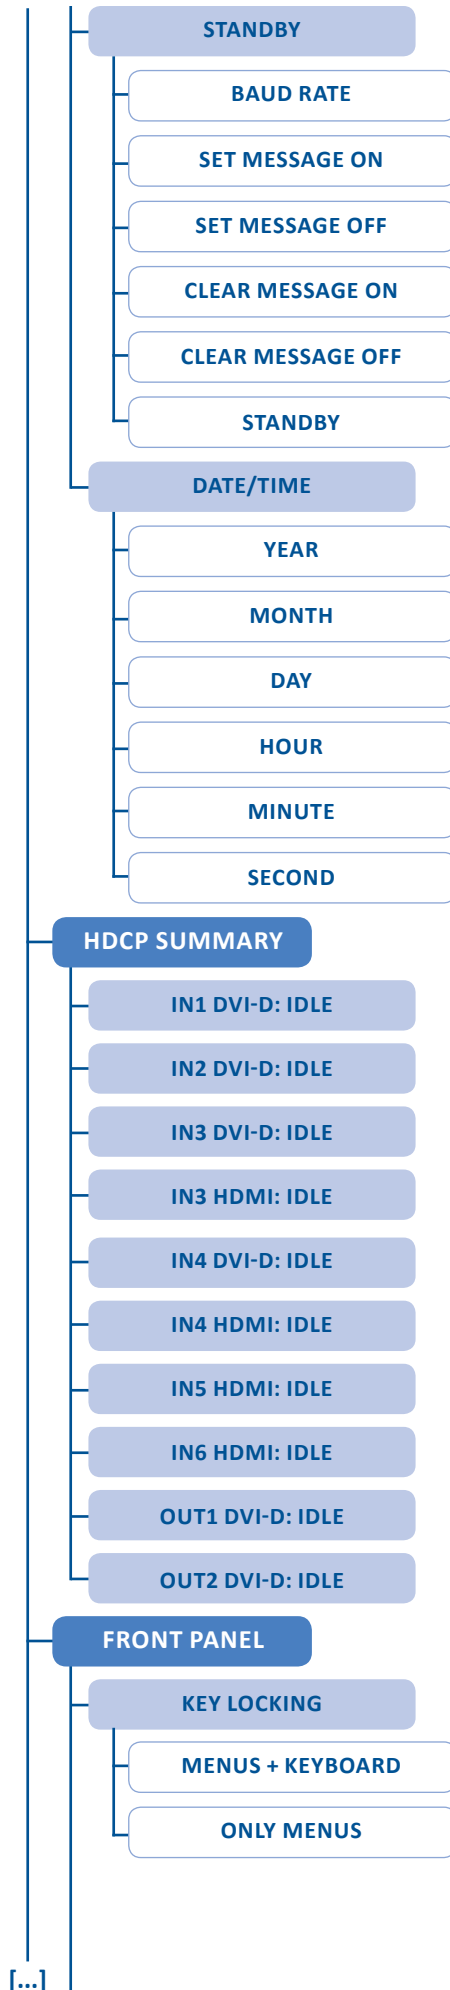 STANDBY
BAUD RATE
SET MESSAGE ON
SET MESSAGE OFF
CLEAR MESSAGE ON
CLEAR MESSAGE OFF
STANDBY
DATE/TIME
YEAR
MONTH
DAY
HOUR
MINUTE
SECOND
HDCP SUMMARY
IN1 DVI-D: IDLE
IN2 DVI-D: IDLE
IN3 DVI-D: IDLE
IN3 HDMI: IDLE
IN4 DVI-D: IDLE
IN4 HDMI: IDLE
IN5 HDMI: IDLE
IN6 HDMI: IDLE
OUT1 DVI-D: IDLE
OUT2 DVI-D: IDLE
FRONT PANEL
KEY LOCKING
MENUS + KEYBOARD
ONLY MENUS
[...]